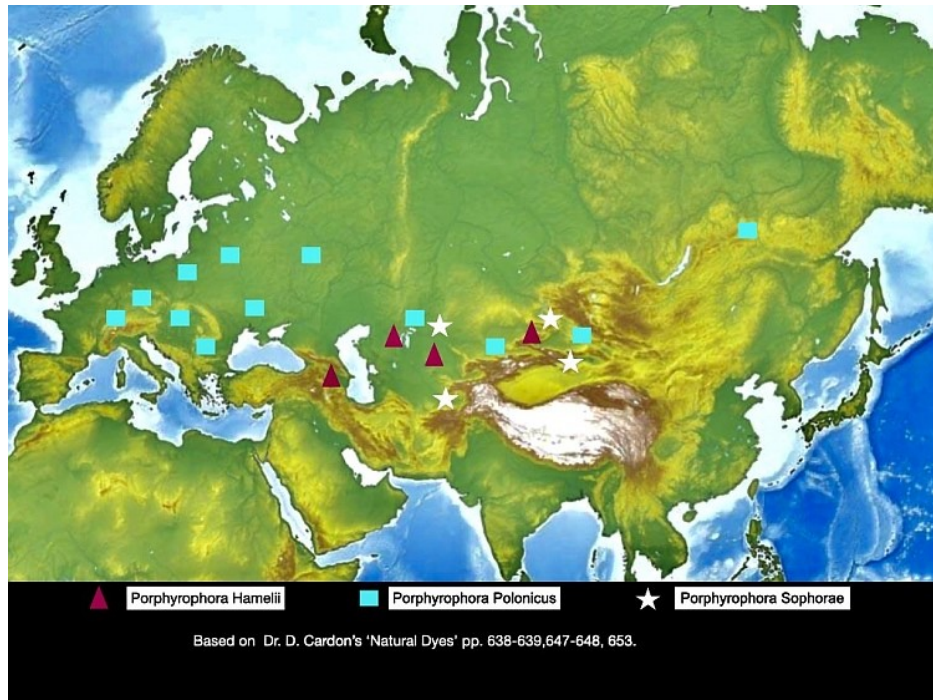 Porphyrophora Hamelii
Porphyrophora Polonicus
Porphyrophora Sophorae
Based on Dr. D. Cardon's 'Natural Dyes' pp. 638-639,647-648, 653.